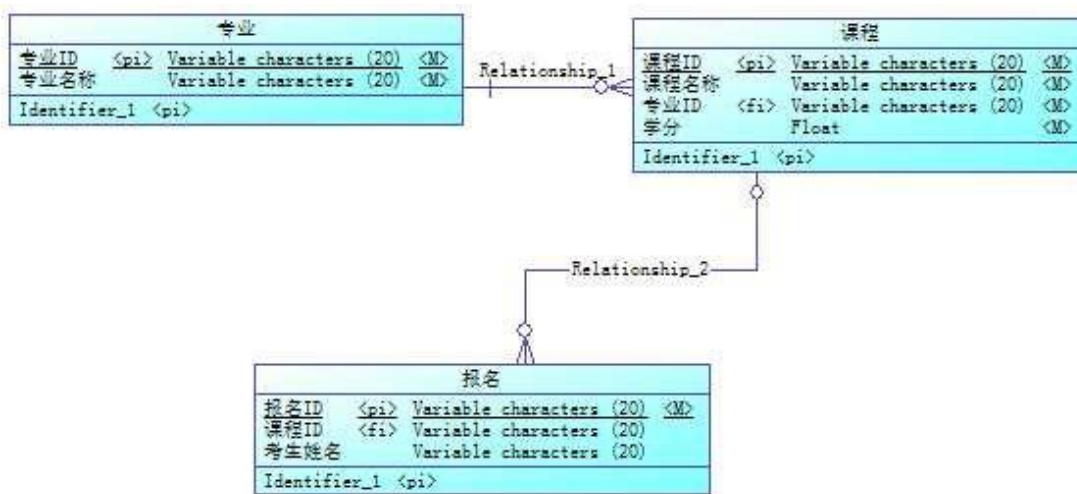 专业
专业ID <pi> Variable characters (20) <M>
专业名称 Variable characters (20) <M>
Identifier_1 <pi>
Relationship_1
课程
课程ID <pi> Variable characters (20) <M>
课程名称 Variable characters (20) <M>
专业ID <fi> Variable characters (20) <M>
学分 Float <M>
Identifier_1 <pi>
Relationship_2
报名
报名ID <pi> Variable characters (20) <M>
课程ID <fi> Variable characters (20)
考生姓名 Variable characters (20)
Identifier_1 <pi>